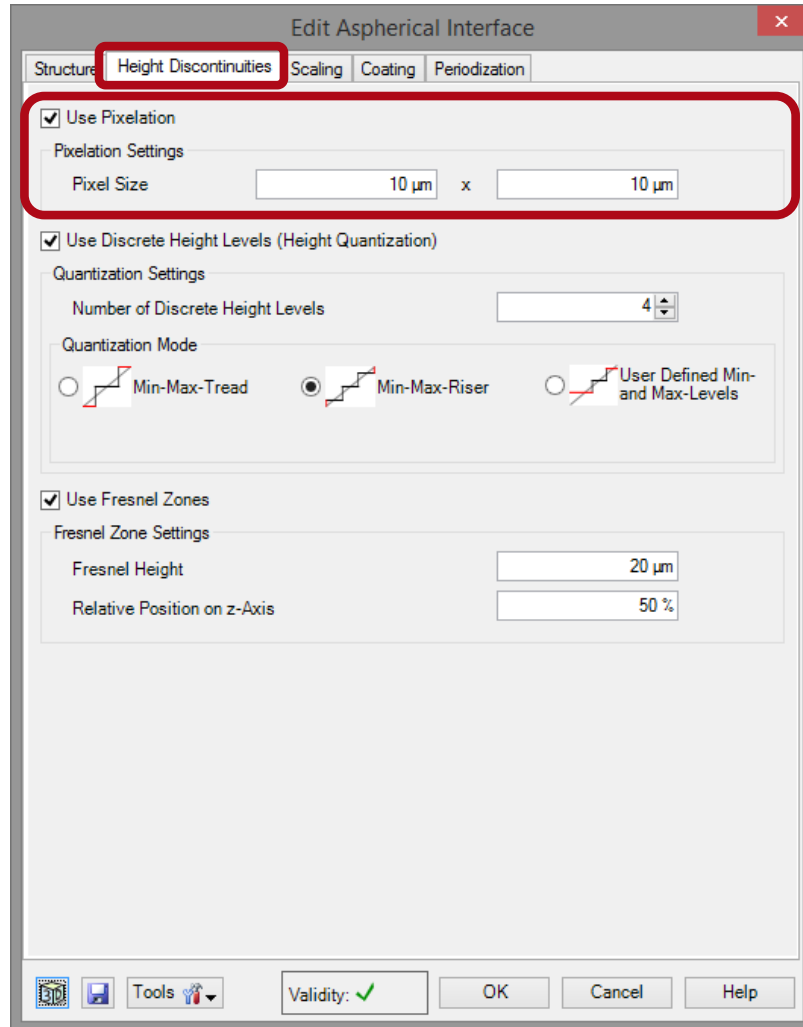 Edit Aspherical Interface
Structure Height Discontinuities Scaling Coating Periodization
Use Pixelation
Pixelation Settings
Pixel Size 10 µm x 10 µm
Use Discrete Height Levels (Height Quantization)
Quantization Settings
Number of Discrete Height Levels 4
Quantization Mode
Min-Max-Tread Min-Max-Riser User Defined Min-
and Max-Levels
Use Fresnel Zones
Fresnel Zone Settings
Fresnel Height 20 µm
Relative Position on z-Axis 50 %
3D Tools Validity: OK Cancel Help